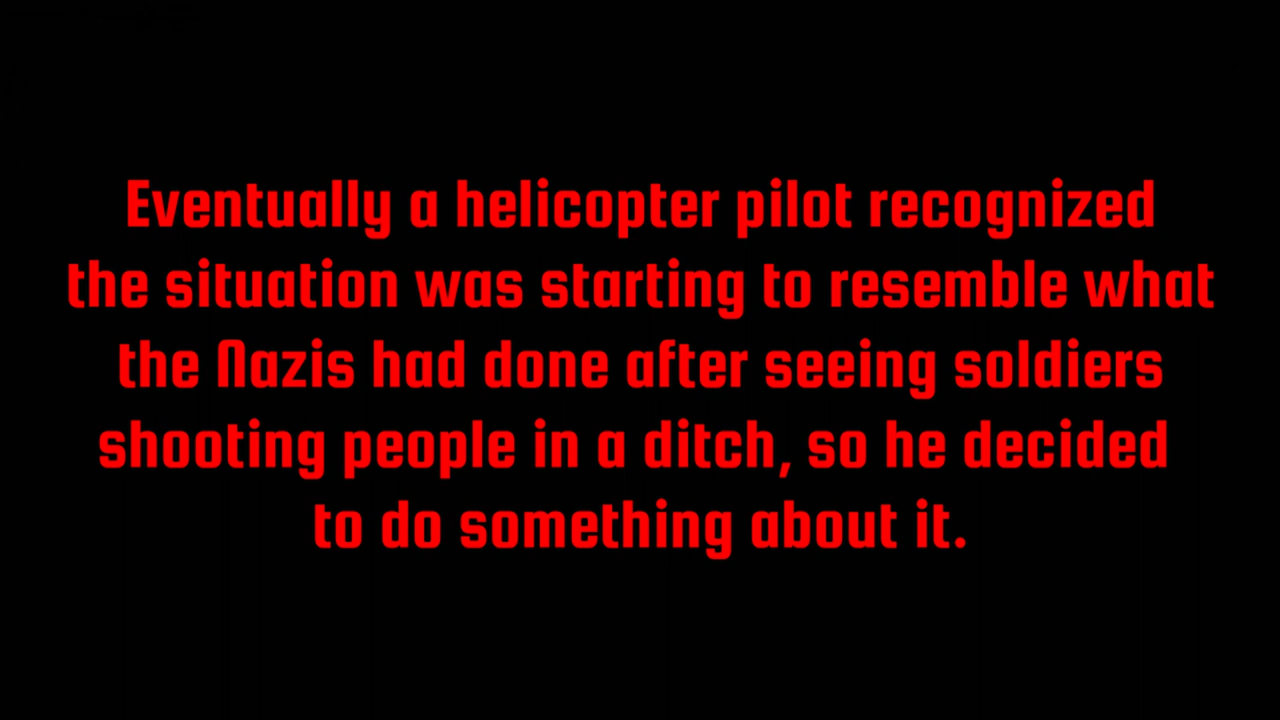 Eventually a helicopter pilot recognized
the situation was starting to resemble what
the Nazis had done after seeing soldiers
shooting people in a ditch, so he decided
to do something about it.